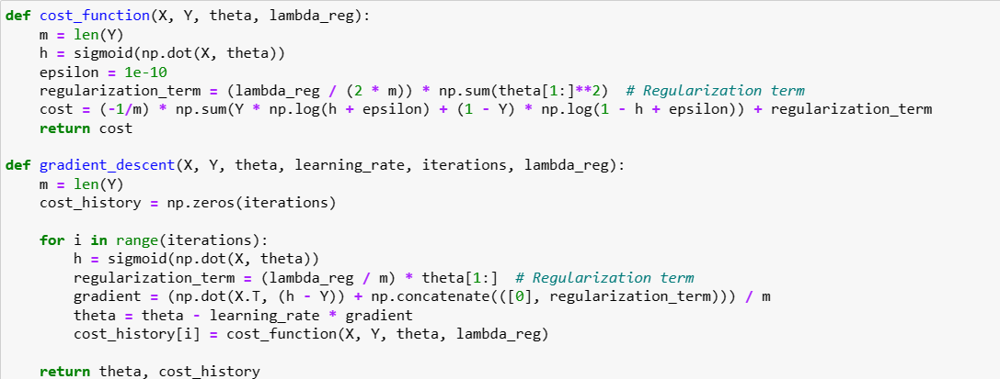 def cost_function(X, Y, theta, lambda_reg):
    m = len(Y)
    h = sigmoid(np.dot(X, theta))
    epsilon = 1e-10
    regularization_term = (lambda_reg / (2 * m)) * np.sum(theta[1:]**2)  # Regularization term
    cost = (-1/m) * np.sum(Y * np.log(h + epsilon) + (1 - Y) * np.log(1 - h + epsilon)) + regularization_term
    return cost

def gradient_descent(X, Y, theta, learning_rate, iterations, lambda_reg):
    m = len(Y)
    cost_history = np.zeros(iterations)

    for i in range(iterations):
        h = sigmoid(np.dot(X, theta))
        regularization_term = (lambda_reg / m) * theta[1:]  # Regularization term
        gradient = (np.dot(X.T, (h - Y)) + np.concatenate(([0], regularization_term))) / m
        theta = theta - learning_rate * gradient
        cost_history[i] = cost_function(X, Y, theta, lambda_reg)

    return theta, cost_history